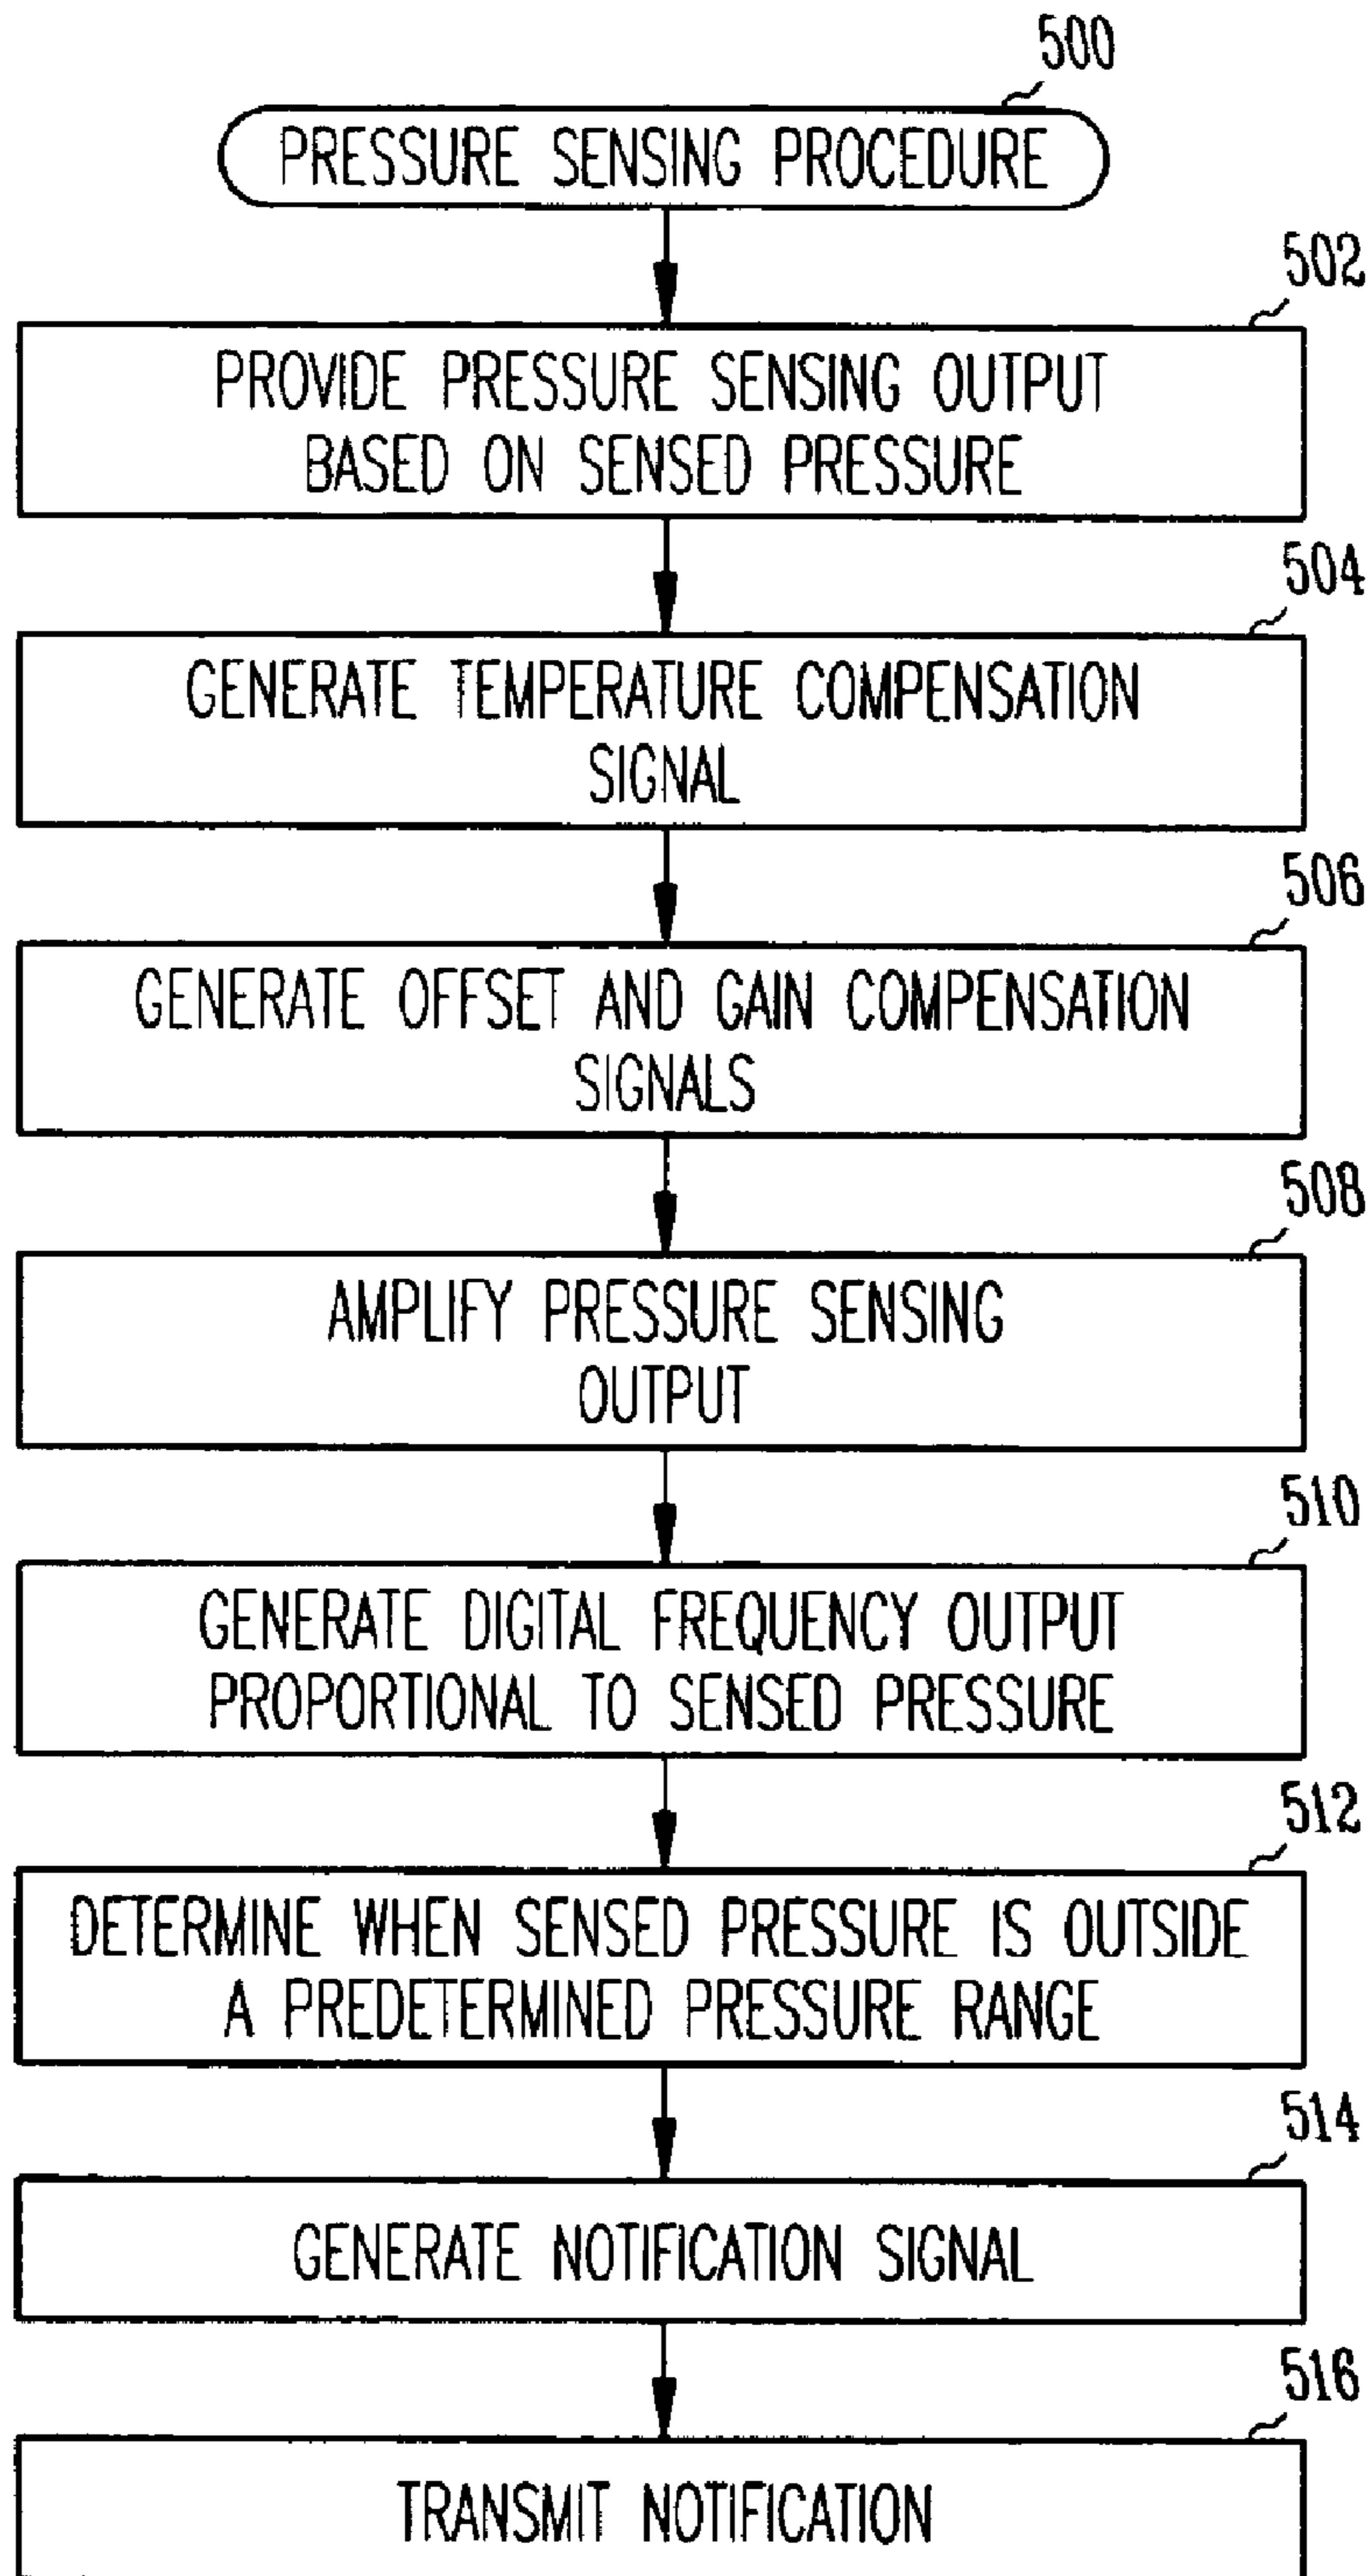 500
PRESSURE SENSING PROCEDURE
502
PROVIDE PRESSURE SENSING OUTPUT
BASED ON SENSED PRESSURE
504
GENERATE TEMPERATURE COMPENSATION
SIGNAL
506
GENERATE OFFSET AND GAIN COMPENSATION
SIGNALS
508
AMPLIFY PRESSURE SENSING
OUTPUT
510
GENERATE DIGITAL FREQUENCY OUTPUT
PROPORTIONAL TO SENSED PRESSURE
512
DETERMINE WHEN SENSED PRESSURE IS OUTSIDE
A PREDETERMINED PRESSURE RANGE
514
GENERATE NOTIFICATION SIGNAL
516
TRANSMIT NOTIFICATION